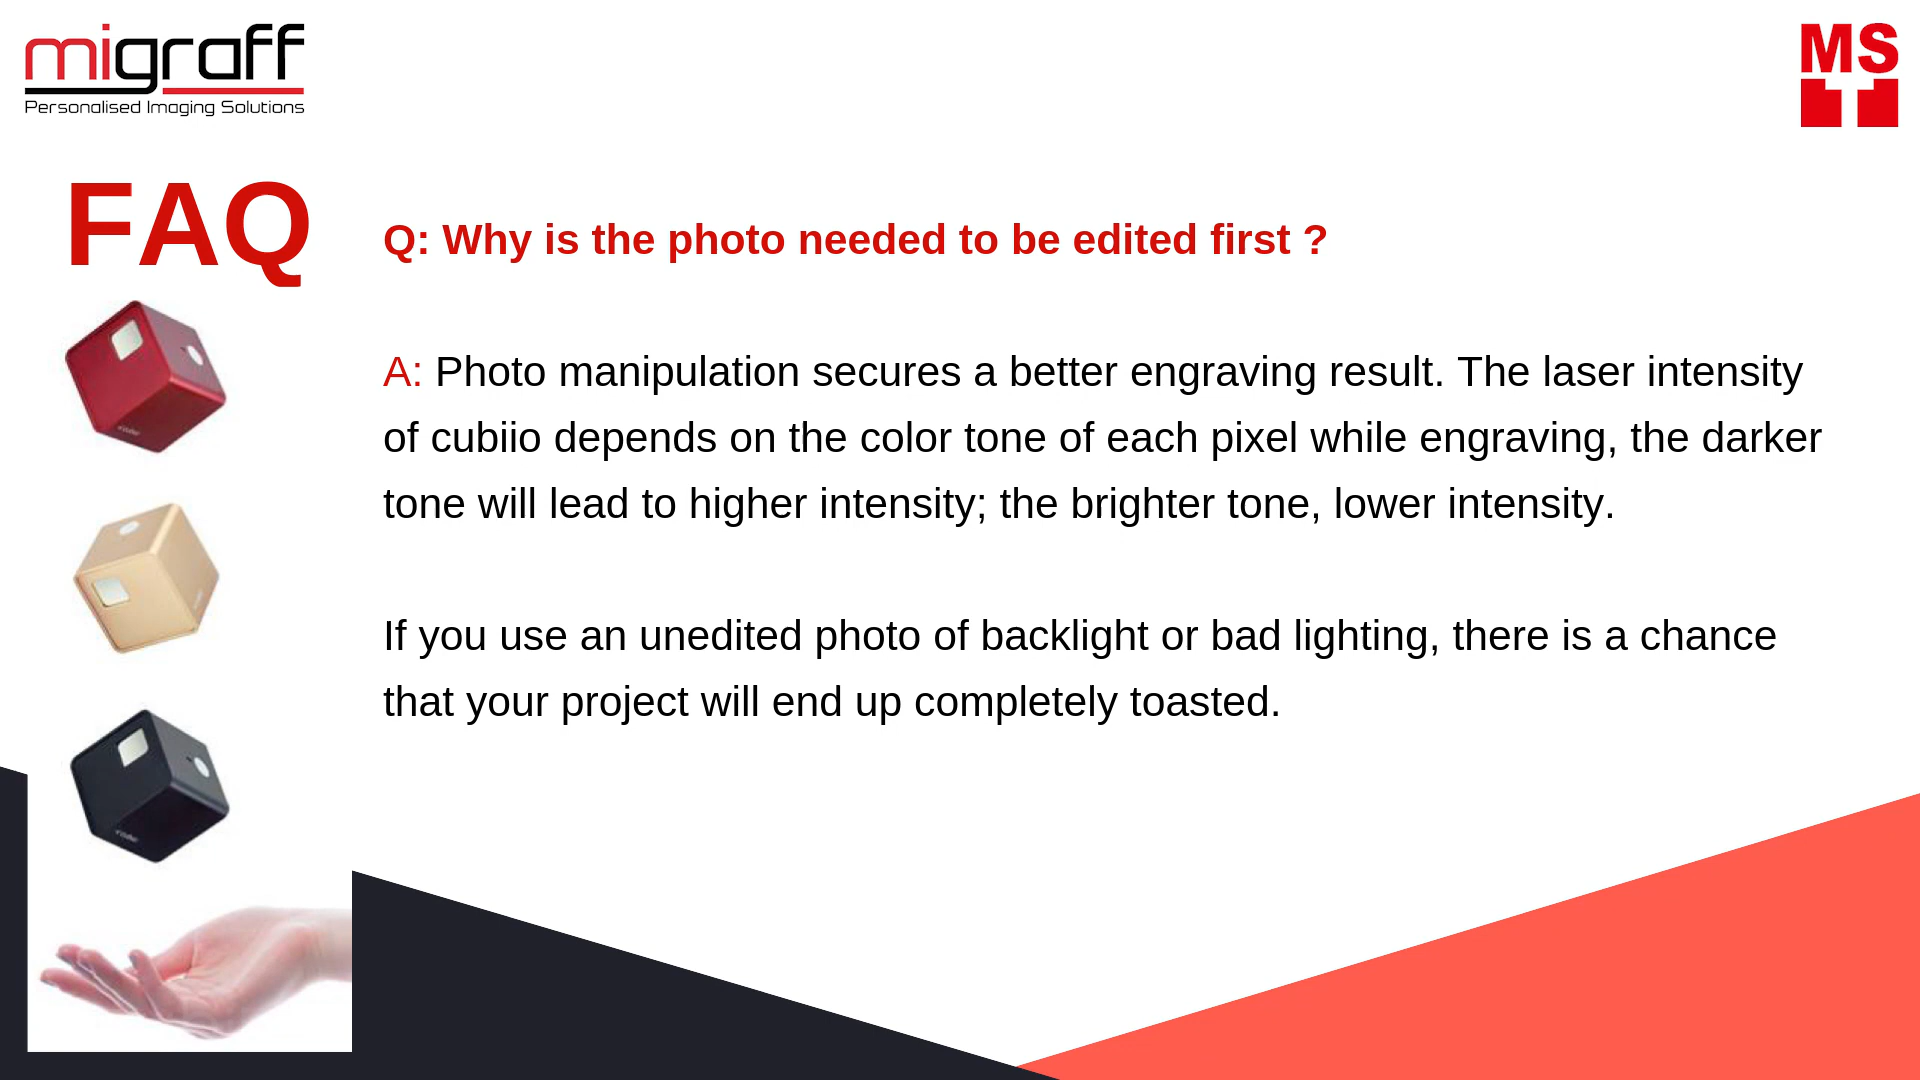 migraff
Personalised Imaging Solutions
MS
T
FAQ
Q: Why is the photo needed to be edited first ?
A: Photo manipulation secures a better engraving result. The laser intensity
of cubiio depends on the color tone of each pixel while engraving, the darker
tone will lead to higher intensity; the brighter tone, lower intensity.
If you use an unedited photo of backlight or bad lighting, there is a chance
that your project will end up completely toasted.